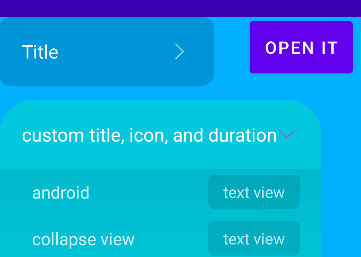 Title
OPEN IT
custom title, icon, and duration
android
text view
collapse view
text view